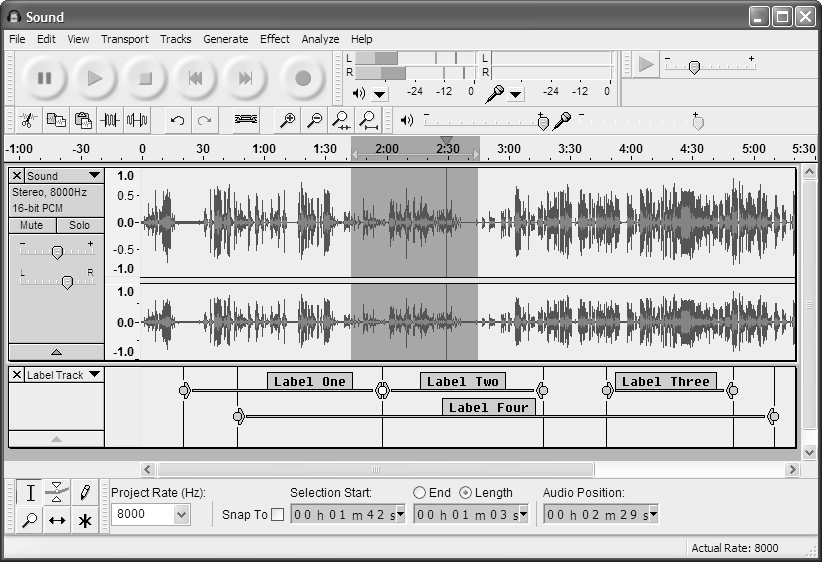 Sound
File Edit View Transport Tracks Generate Effect Analyze Help
L L
R R
-24 -12 0 -24 -12 0
- +
- + - +
-1:00 -30 0 30 1:00 1:30 2:00 2:30 3:00 3:30 4:00 4:30 5:00 5:30
Sound
Stereo, 8000Hz
16-bit PCM
Mute Solo
- +
L R
1.0
0.5
0.0
-0.5
-1.0
1.0
0.0
-1.0
Label Track
Label One Label Two Label Three
Label Four
Project Rate (Hz): Selection Start: End Length Audio Position:
8000 Snap To 00 h 01 m 42 s 00 h 01 m 03 s 00 h 02 m 29 s
Actual Rate: 8000